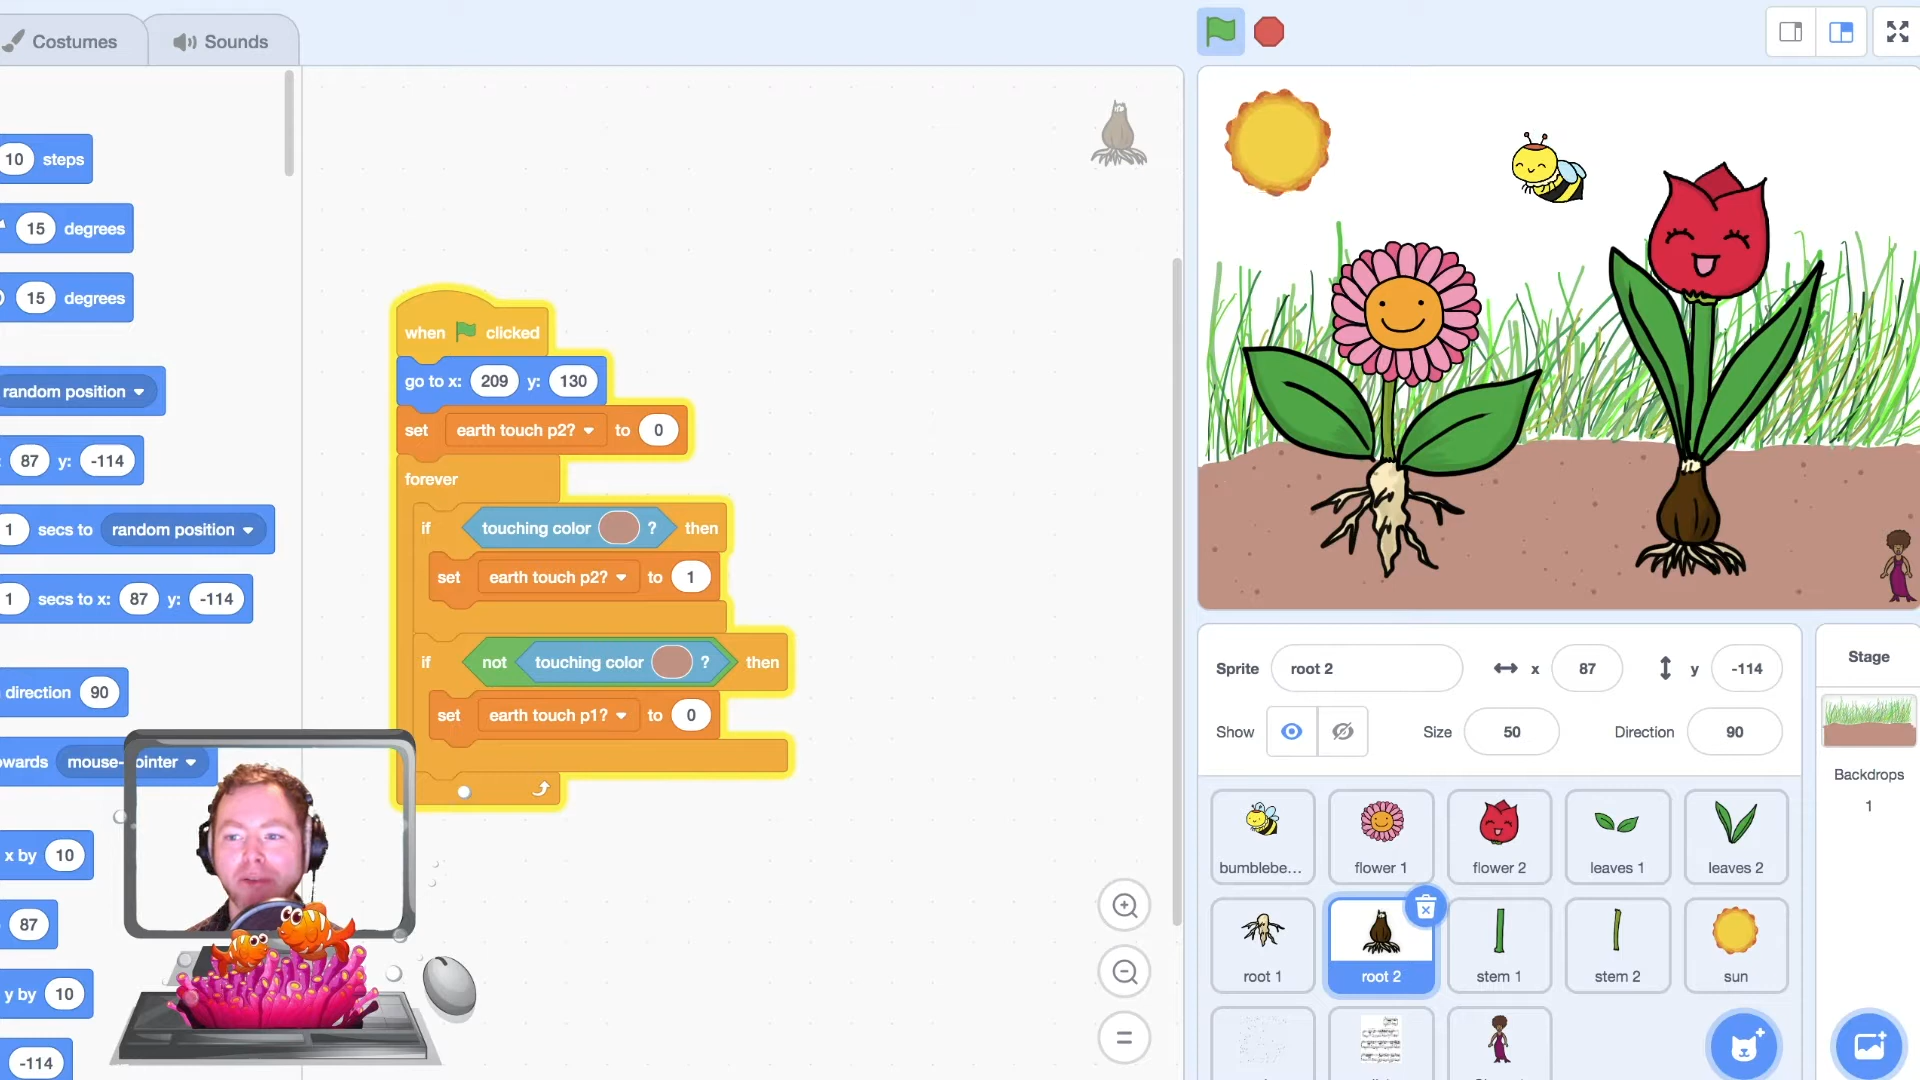 Costumes
Sounds
10 steps
15 degrees
15 degrees
random position
87 y: -114
1 secs to random position
1 secs to x: 87 y: -114
direction 90
wards mouse- ointer
x by 10
87
y by 10
-114
when clicked
go to x: 209 y: 130
set earth touch p2? to 0
forever
if touching color ? then
set earth touch p2? to 1
if not touching color ? then
set earth touch p1? to 0
Sprite root 2 x 87 y -114
Show Size 50 Direction 90
bumblebe... flower 1 flower 2 leaves 1 leaves 2
root 1 root 2 stem 1 stem 2 sun
Stage
Backdrops
1